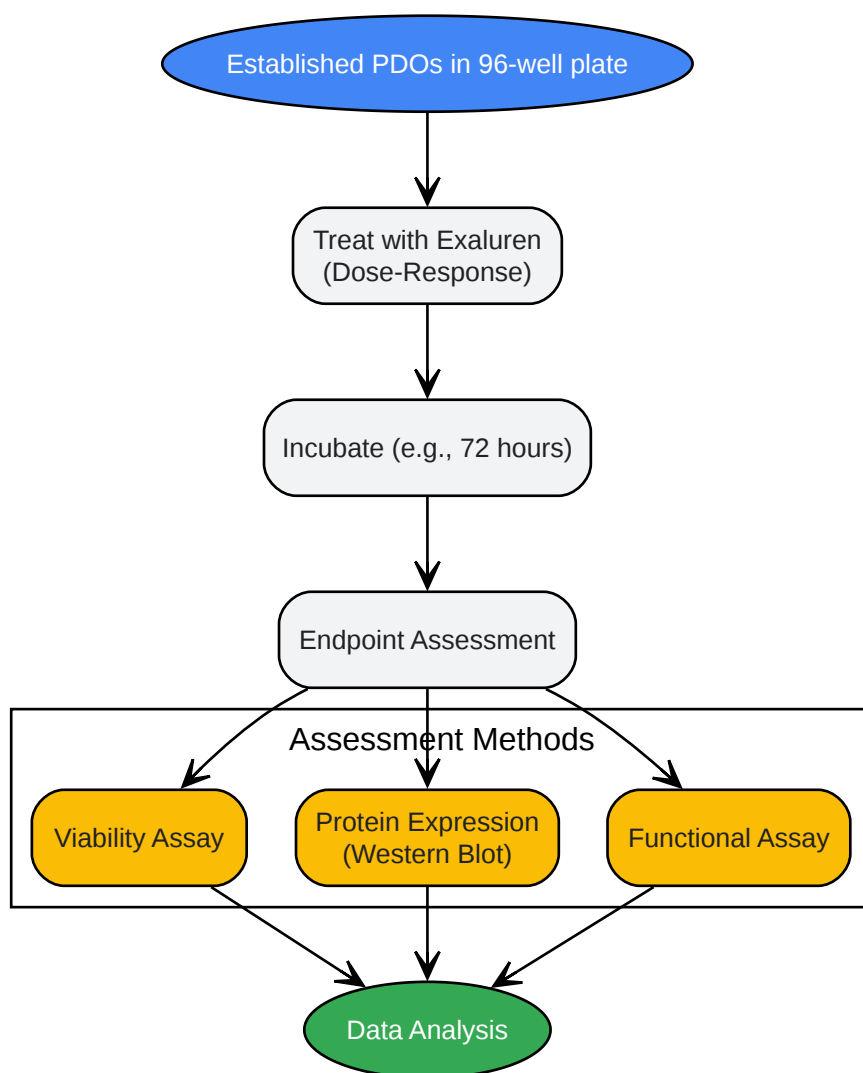 Established PDOs in 96-well plate
Treat with Exaluren
(Dose-Response)
Incubate (e.g., 72 hours)
Endpoint Assessment
Assessment Methods
Viability Assay
Protein Expression
(Western Blot)
Functional Assay
Data Analysis